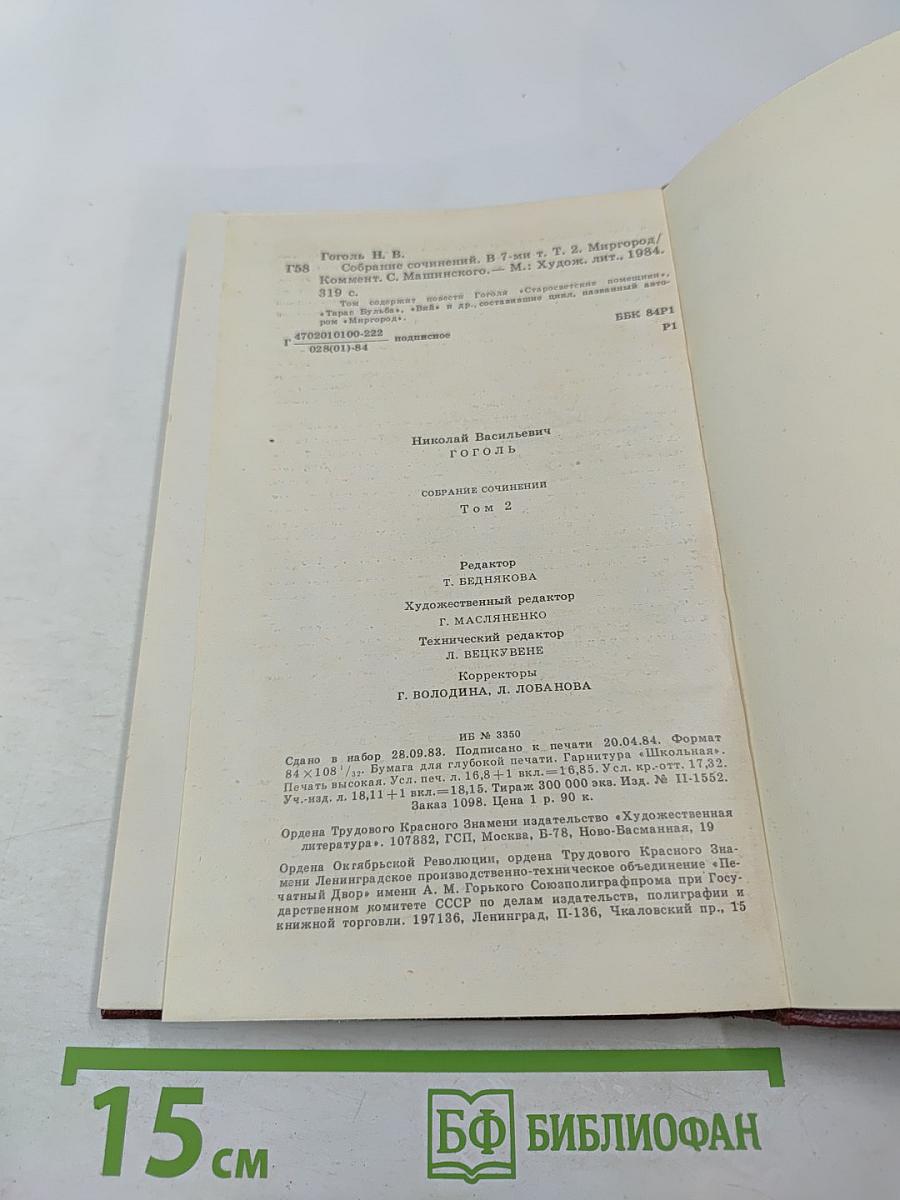 Гоголь Н. В.
Г58 Собрание сочинений. В 7-ми т. Т. 2. Миргород/
Коммент. С. Машинского.— М.: Худож. лит., 1984.
319 с.
Том содержит повести Гоголя «Старосветские помещики»,
«Тарас Бульба», «Вий» и др., составившие цикл, названный авто-
ром «Миргород».
Г 4702010100-222 подписное ББК 84Р1
028(01)-84 Р1
Николай Васильевич
ГОГОЛЬ
СОБРАНИЕ СОЧИНЕНИЙ
Том 2
Редактор
Т. БЕДНЯКОВА
Художественный редактор
Г. МАСЛЯНЕНКО
Технический редактор
Л. ВЕЦКУВЕНЕ
Корректоры
Г. ВОЛОДИНА, Л. ЛОБАНОВА
ИБ № 3350
Сдано в набор 28.09.83. Подписано к печати 20.04.84. Формат
84×108 1/32. Бумага для глубокой печати. Гарнитура «Школьная».
Печать высокая. Усл. печ. л. 16,8+1 вкл.=16,85. Усл. кр.-отт. 17,32.
Уч.-изд. л. 18,11+1 вкл.=18,15. Тираж 300 000 экз. Изд. № II-1552.
Заказ 1098. Цена 1 р. 90 к.
Ордена Трудового Красного Знамени издательство «Художественная
литература». 107882, ГСП, Москва, Б-78, Ново-Басманная, 19
Ордена Октябрьской Революции, ордена Трудового Красного Зна-
мени Ленинградское производственно-техническое объединение «Пе-
чатный Двор» имени А. М. Горького Союзполиграфпрома при Госу-
дарственном комитете СССР по делам издательств, полиграфии и
книжной торговли. 197136, Ленинград, П-136, Чкаловский пр., 15
15 см
БФ БИБЛИОФАН